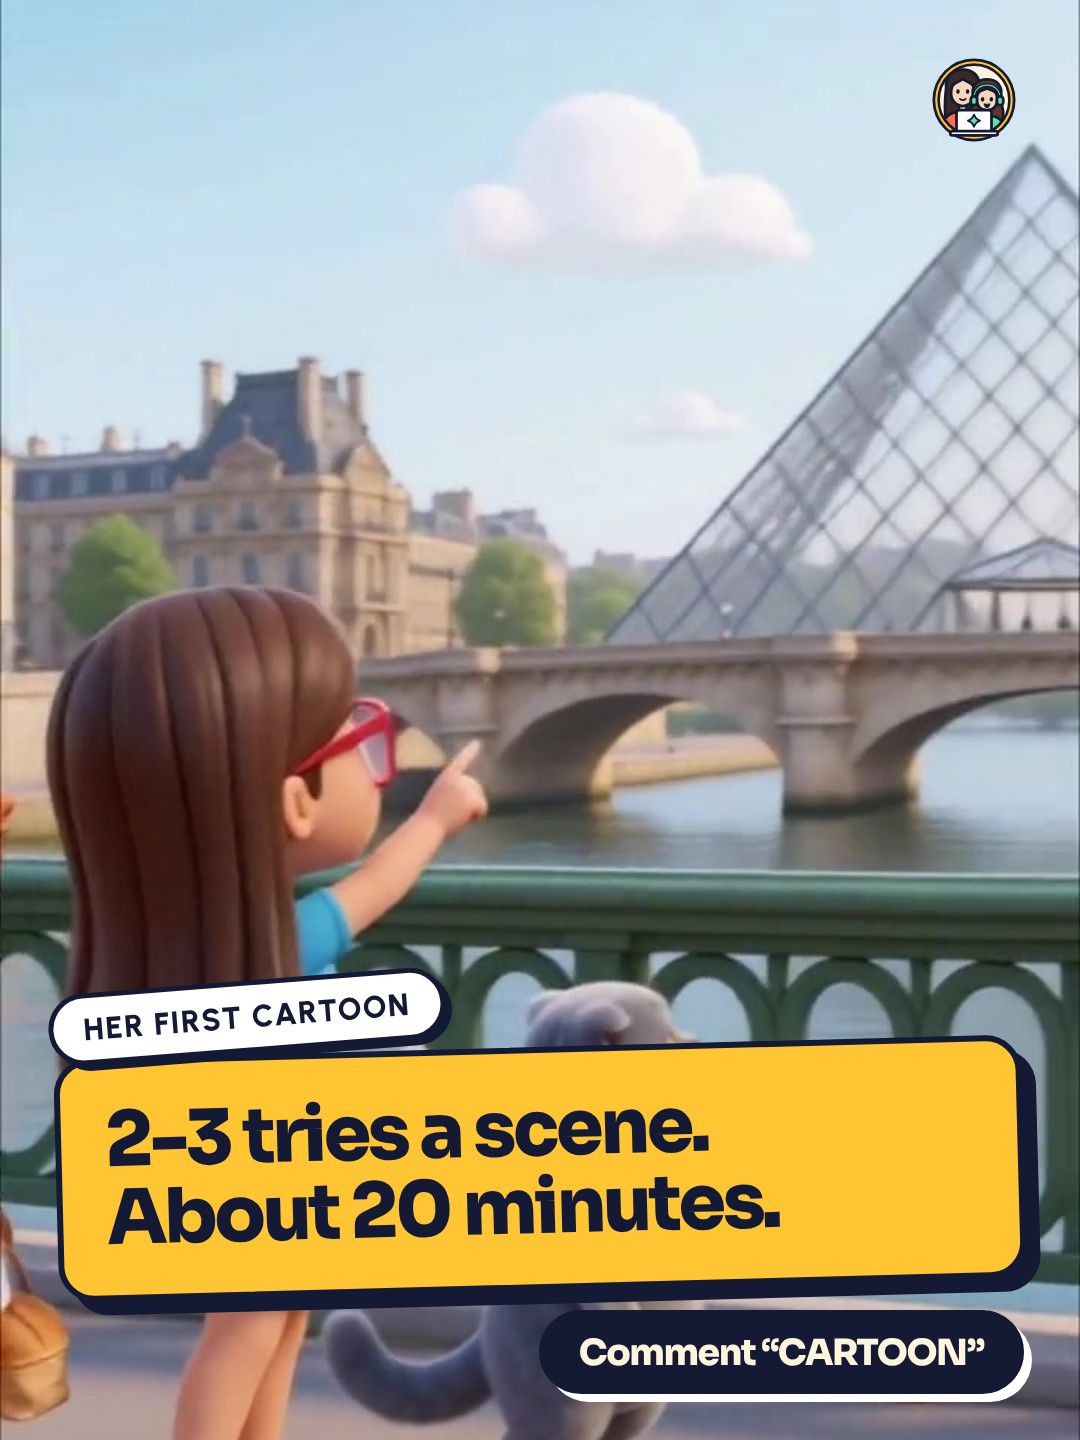 HER FIRST CARTOON
2–3 tries a scene.
About 20 minutes.
Comment “CARTOON”